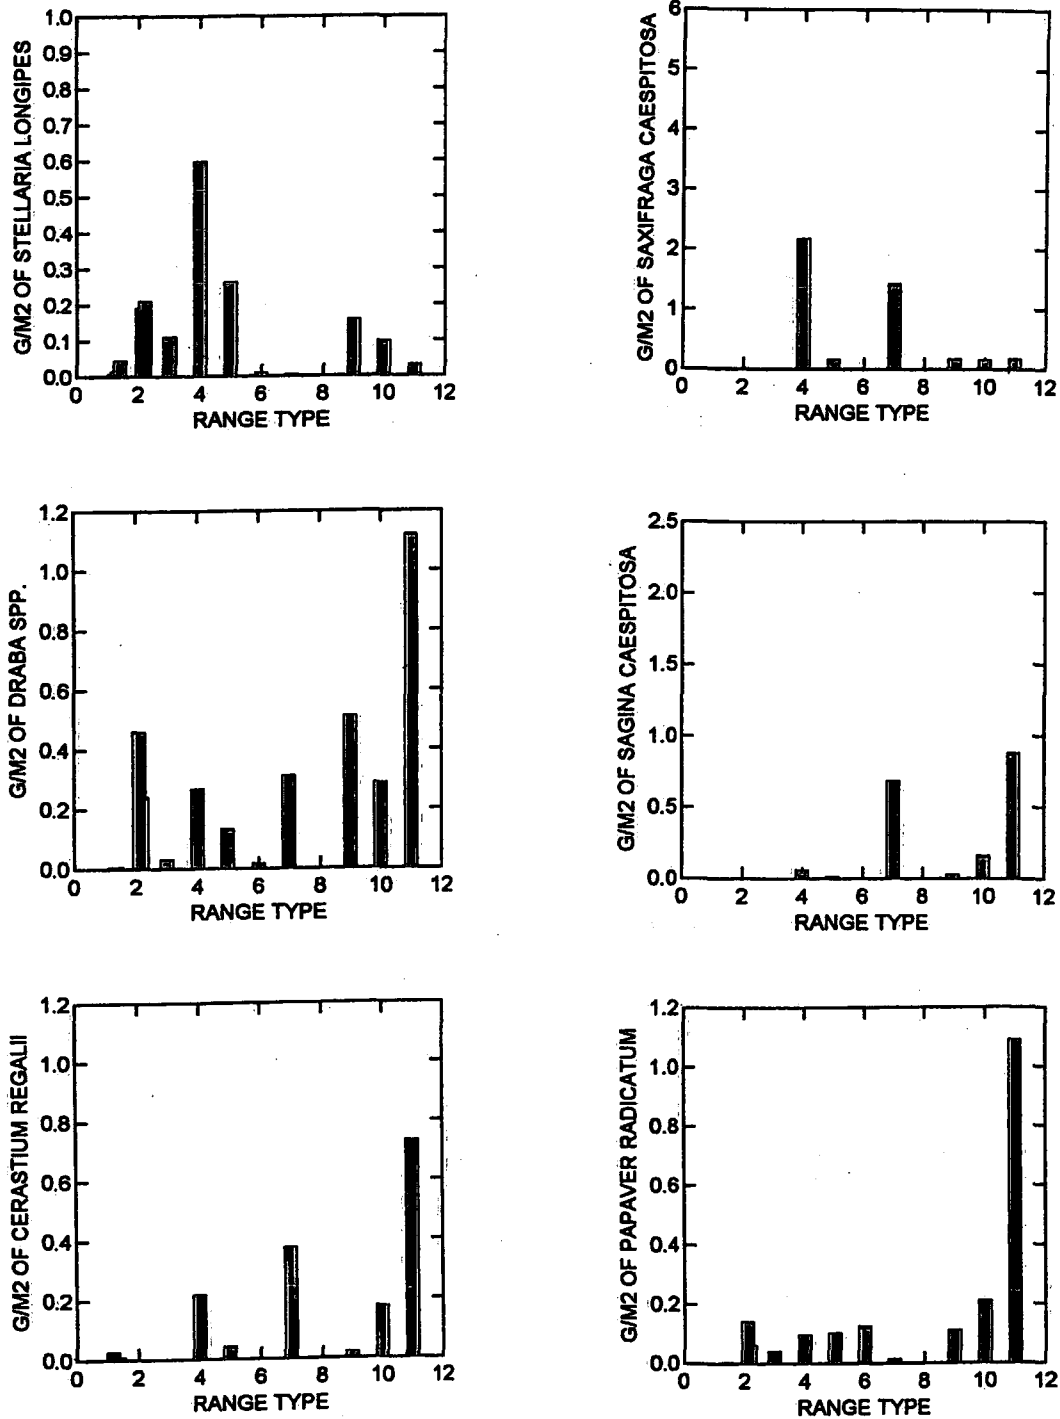 G/M2 OF STELLARIA LONGIPES
1.0
0.9
0.8
0.7
0.6
0.5
0.4
0.3
0.2
0.1
0.0
0 2 4 6 8 10 12
RANGE TYPE
G/M2 OF SAXIFRAGA CAESPITOSA
6
5
4
3
2
1
0
0 2 4 6 8 10 12
RANGE TYPE
G/M2 OF DRABA SPP.
1.2
1.0
0.8
0.6
0.4
0.2
0.0
0 2 4 6 8 10 12
RANGE TYPE
G/M2 OF SAGINA CAESPITOSA
2.5
2.0
1.5
1.0
0.5
0.0
0 2 4 6 8 10 12
RANGE TYPE
G/M2 OF CERASTIUM REGALII
1.2
1.0
0.8
0.6
0.4
0.2
0.0
0 2 4 6 8 10 12
RANGE TYPE
G/M2 OF PAPAVER RADICATUM
1.2
1.0
0.8
0.6
0.4
0.2
0.0
0 2 4 6 8 10 12
RANGE TYPE